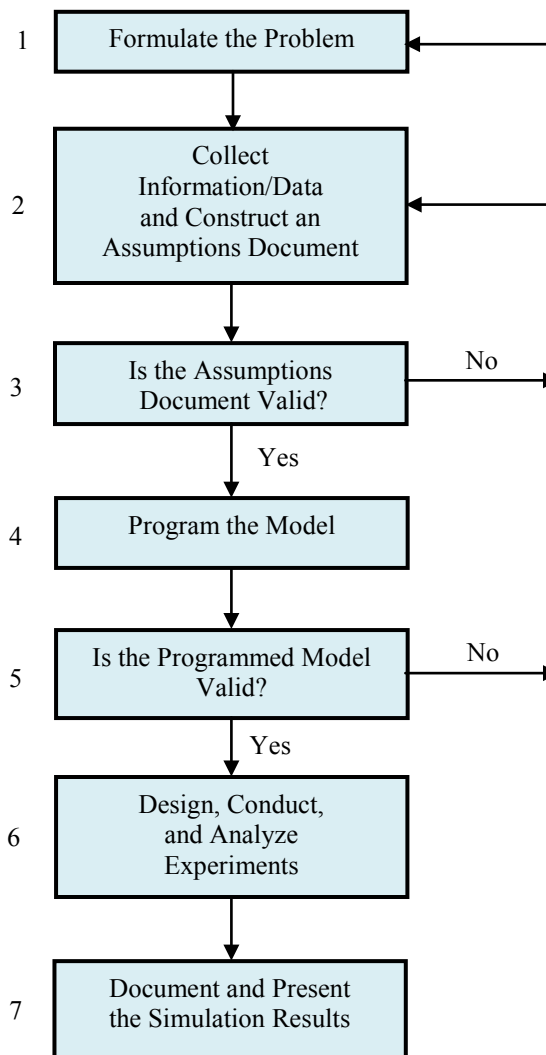 1
Formulate the Problem
2
Collect
Information/Data
and Construct an
Assumptions Document
3
Is the Assumptions
Document Valid?
No
Yes
4
Program the Model
5
Is the Programmed Model
Valid?
No
Yes
6
Design, Conduct,
and Analyze
Experiments
7
Document and Present
the Simulation Results